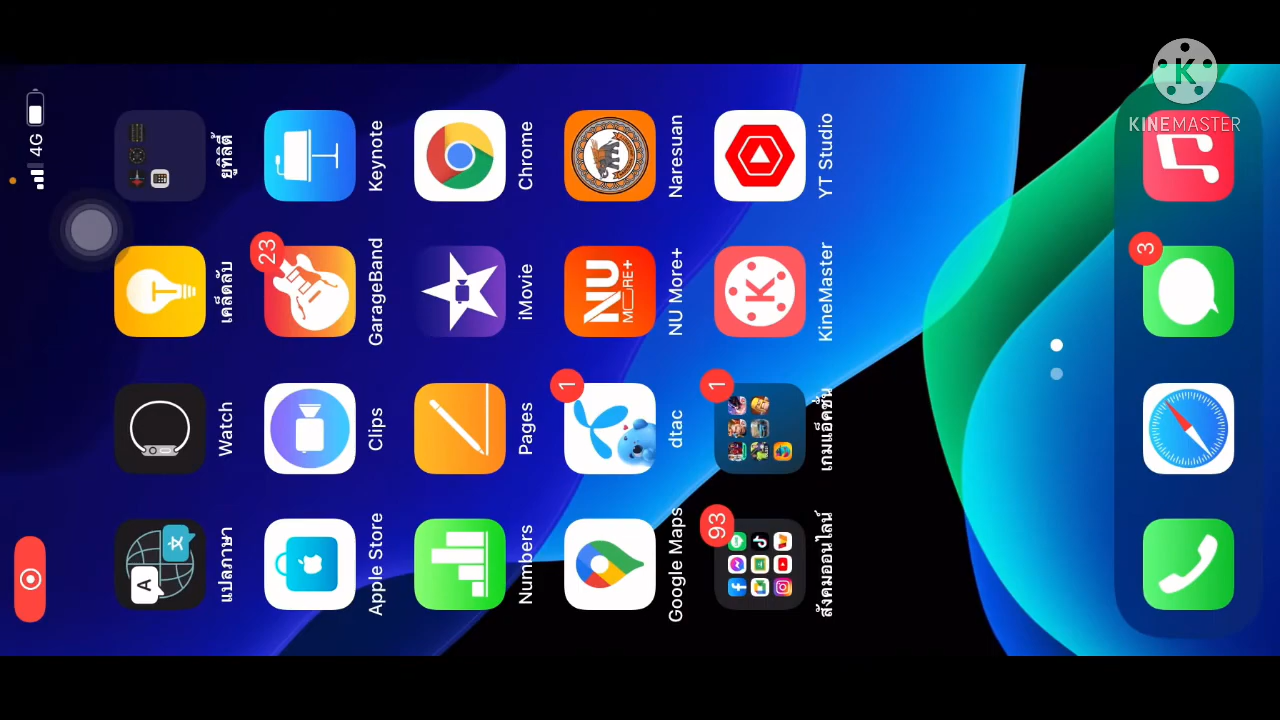 4G
A 文
แปลภาษา Watch เคล็ดลับ ยูทิลิตี้
23
Apple Store Clips GarageBand Keynote
Numbers Pages iMovie Chrome
1
NU
MORE+
Google Maps dtac NU More+ Naresuan
93 1
K
สังคมออนไลน์ เกมแอ็คชั่น KineMaster YT Studio
3
K
KINEMASTER